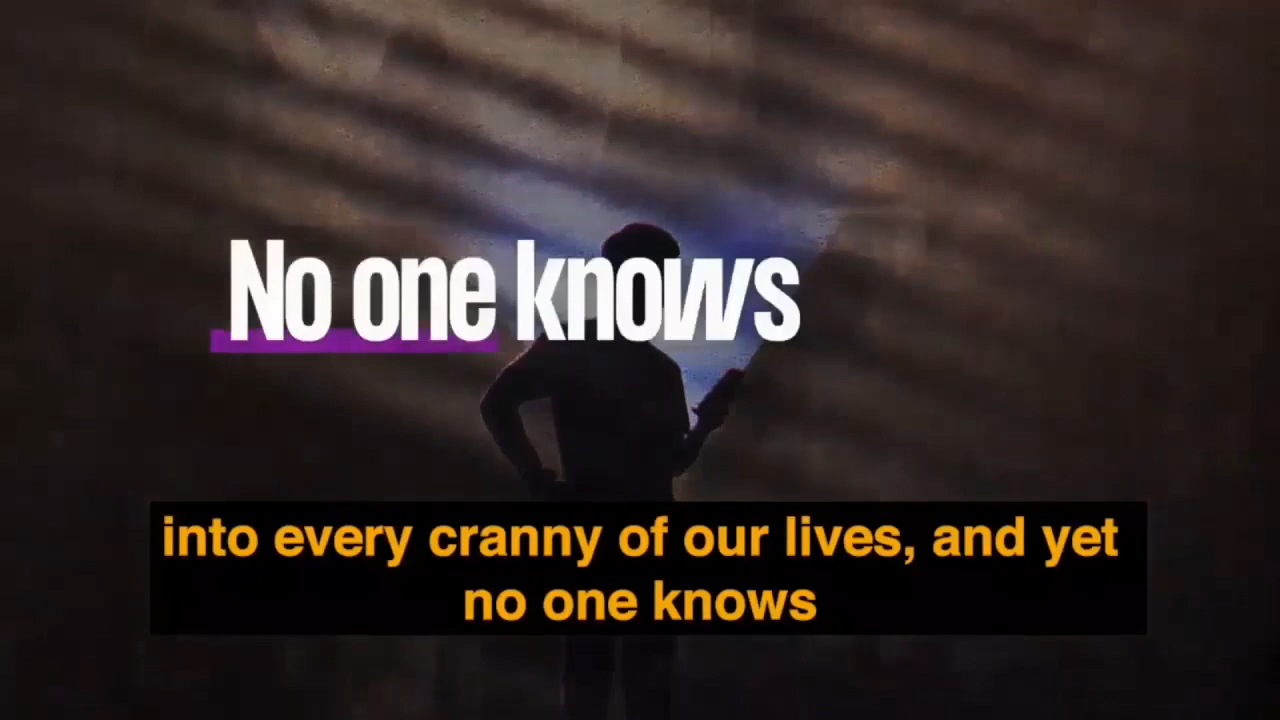 No one knows
into every cranny of our lives, and yet
no one knows